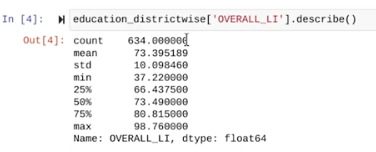 In [4]: education_districtwise['OVERALL_LI'].describe()
Out[4]: count 634.000000
mean 73.395189
std 10.098460
min 37.220000
25% 66.437500
50% 73.490000
75% 80.815000
max 98.760000
Name: OVERALL_LI, dtype: float64